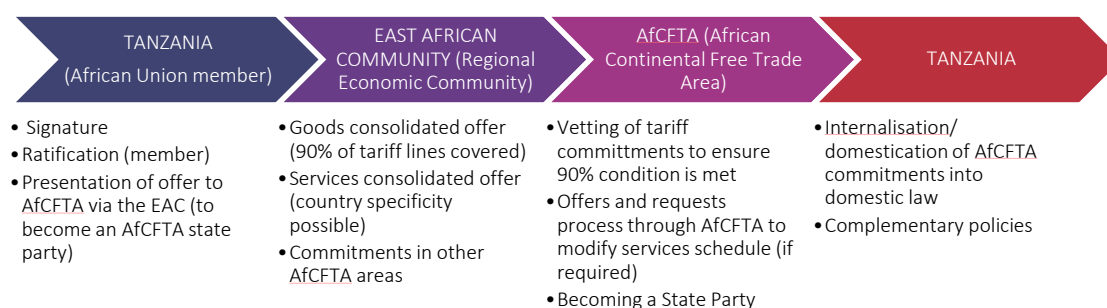 TANZANIA
(African Union member)
EAST AFRICAN
COMMUNITY (Regional
Economic Community)
AfCFTA (African
Continental Free Trade
Area)
TANZANIA
• Signature
• Ratification (member)
• Presentation of offer to
AfCFTA via the EAC (to
become an AfCFTA state
party)
• Goods consolidated offer
(90% of tariff lines covered)
• Services consolidated offer
(country specificity
possible)
• Commitments in other
AfCFTA areas
• Vetting of tariff
committments to ensure
90% condition is met
• Offers and requests
process through AfCFTA to
modify services schedule (if
required)
• Becoming a State Party
• Internalisation/
domestication of AfCFTA
commitments into
domestic law
• Complementary policies